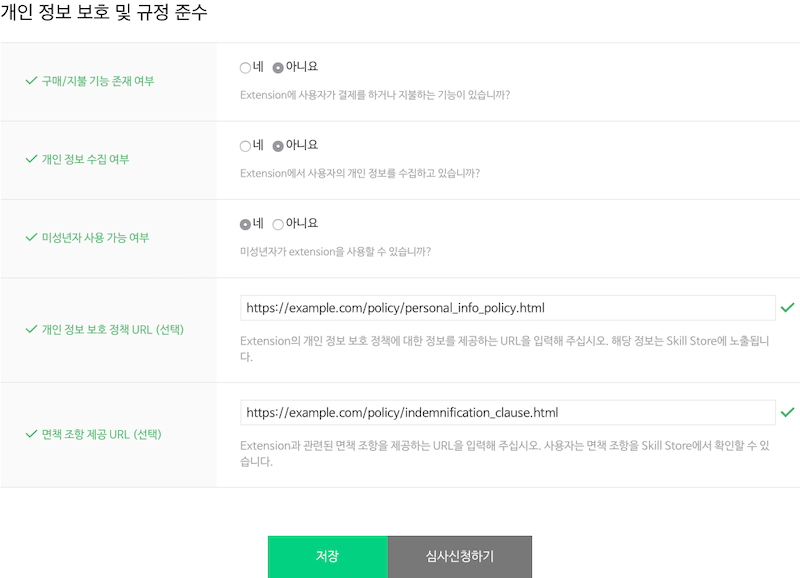 개인 정보 보호 및 규정 준수
구매/지불 기능 존재 여부
네 아니요
Extension에 사용자가 결제를 하거나 지불하는 기능이 있습니까?
개인 정보 수집 여부
네 아니요
Extension에서 사용자의 개인 정보를 수집하고 있습니까?
미성년자 사용 가능 여부
네 아니요
미성년자가 extension을 사용할 수 있습니까?
개인 정보 보호 정책 URL (선택)
https://example.com/policy/personal_info_policy.html
Extension의 개인 정보 보호 정책에 대한 정보를 제공하는 URL을 입력해 주십시오. 해당 정보는 Skill Store에 노출됩니
다.
면책 조항 제공 URL (선택)
https://example.com/policy/indemnification_clause.html
Extension과 관련된 면책 조항을 제공하는 URL을 입력해 주십시오. 사용자는 면책 조항을 Skill Store에서 확인할 수 있
습니다.
저장
심사신청하기